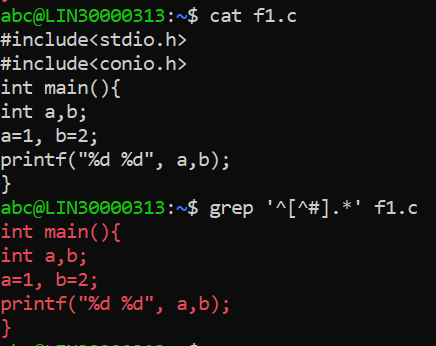 abc@LIN30000313:~$ cat f1.c
#include<stdio.h>
#include<conio.h>
int main(){
int a,b;
a=1, b=2;
printf("%d %d", a,b);
}
abc@LIN30000313:~$ grep '^[^#].*' f1.c
int main(){
int a,b;
a=1, b=2;
printf("%d %d", a,b);
}